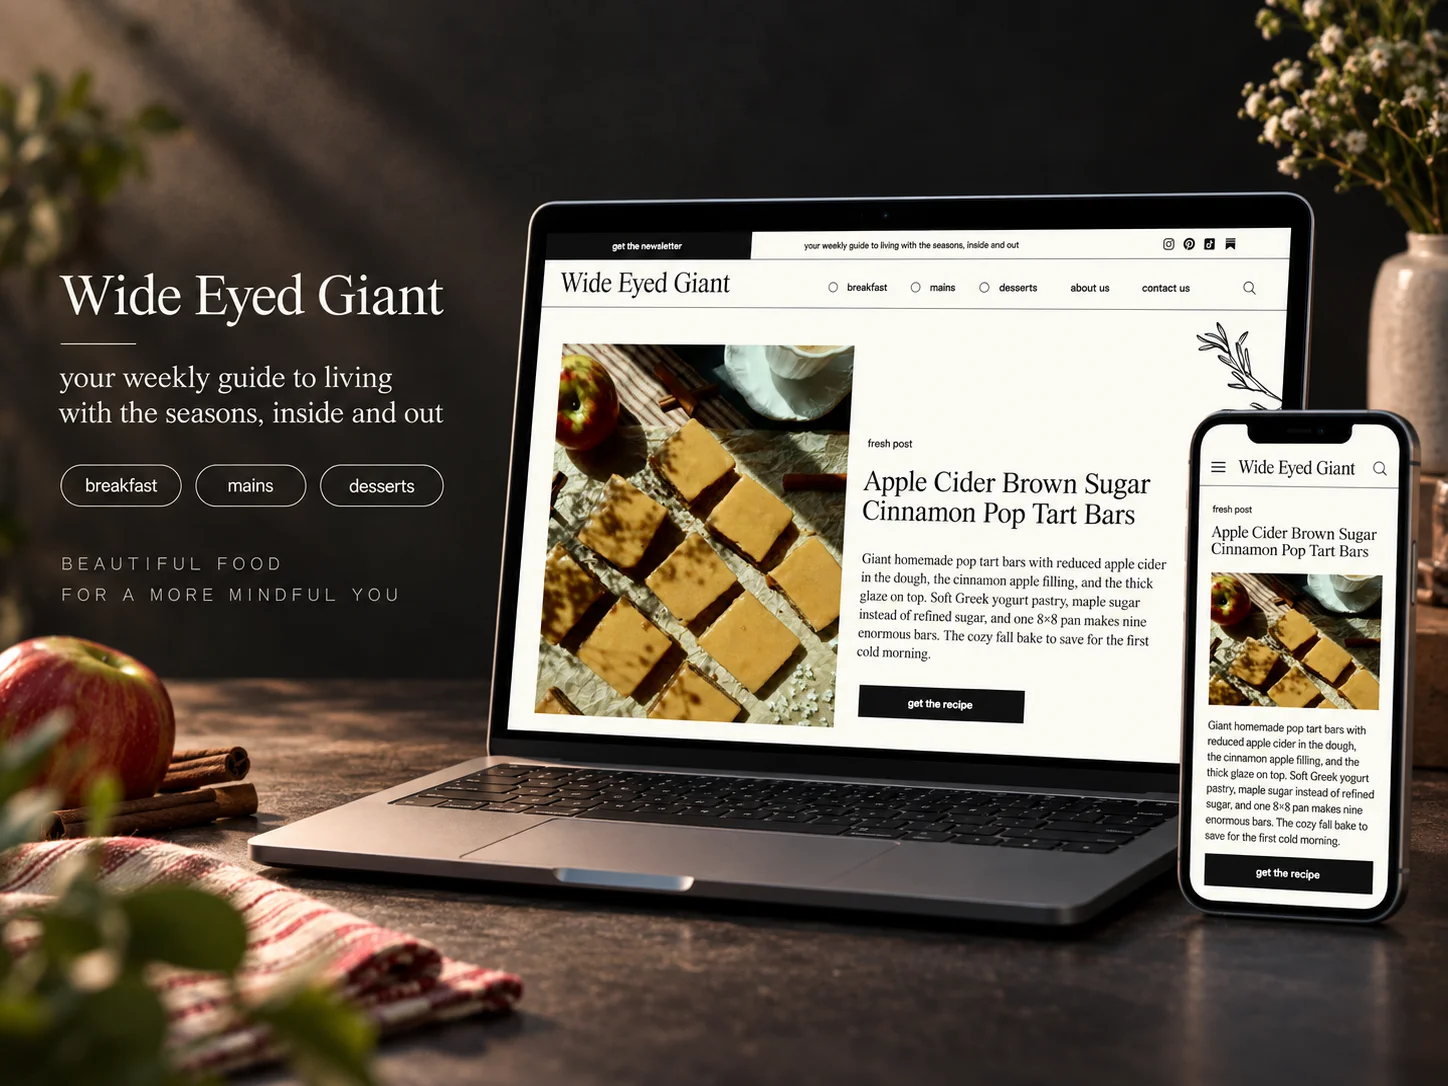 Wide Eyed Giant
your weekly guide to living
with the seasons, inside and out
breakfast
mains
desserts
BEAUTIFUL FOOD
FOR A MORE MINDFUL YOU
get the newsletter
your weekly guide to living with the seasons, inside and out
Wide Eyed Giant
breakfast
mains
desserts
about us
contact us
fresh post
Apple Cider Brown Sugar
Cinnamon Pop Tart Bars
Giant homemade pop tart bars with reduced apple cider
in the dough, the cinnamon apple filling, and the thick
glaze on top. Soft Greek yogurt pastry, maple sugar
instead of refined sugar, and one 8×8 pan makes nine
enormous bars. The cozy fall bake to save for the first
cold morning.
get the recipe
Wide Eyed Giant
fresh post
Apple Cider Brown Sugar
Cinnamon Pop Tart Bars
Giant homemade pop tart bars with
reduced apple cider in the dough,
the cinnamon apple filling, and the
thick glaze on top. Soft Greek yogurt
pastry, maple sugar instead of refined
sugar, and one 8×8 pan makes nine
enormous bars. The cozy fall bake to
save for the first cold morning.
get the recipe